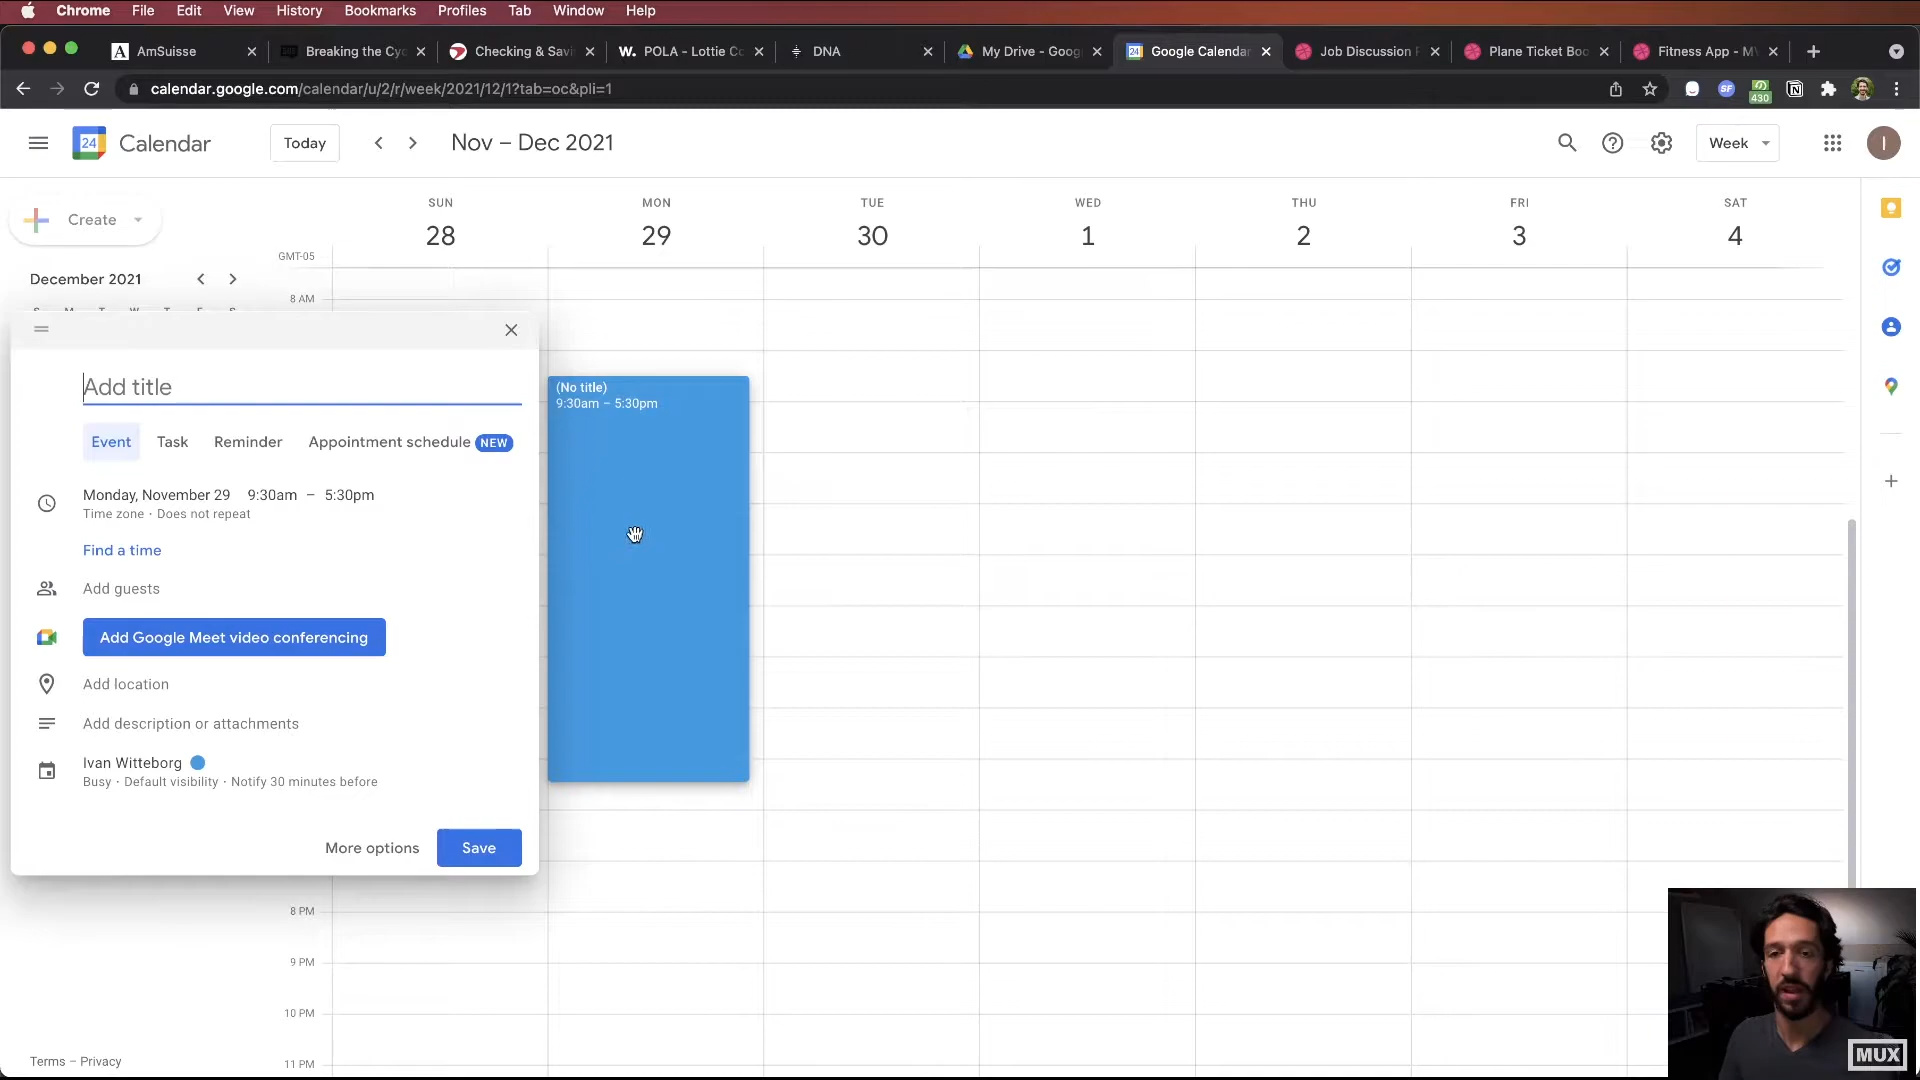 Chrome File Edit View History Bookmarks Profiles Tab Window Help
AmSuisse Breaking the Cyc Checking & Savi W. POLA - Lottie Co DNA My Drive - Goog 24 Google Calendar Job Discussion Plane Ticket Boo Fitness App - M
calendar.google.com/calendar/u/2/r/week/2021/12/1?tab=oc&pli=1 SF 430
24 Calendar Today Nov – Dec 2021 Week I
Create
SUN MON TUE WED THU FRI SAT
28 29 30 1 2 3 4
GMT-05
December 2021
8 AM
Add title
Event Task Reminder Appointment schedule NEW
Monday, November 29 9:30am – 5:30pm
Time zone · Does not repeat
Find a time
Add guests
Add Google Meet video conferencing
Add location
Add description or attachments
Ivan Witteborg
Busy · Default visibility · Notify 30 minutes before
More options Save
(No title)
9:30am – 5:30pm
8 PM
9 PM
10 PM
11 PM
Terms – Privacy
MUX